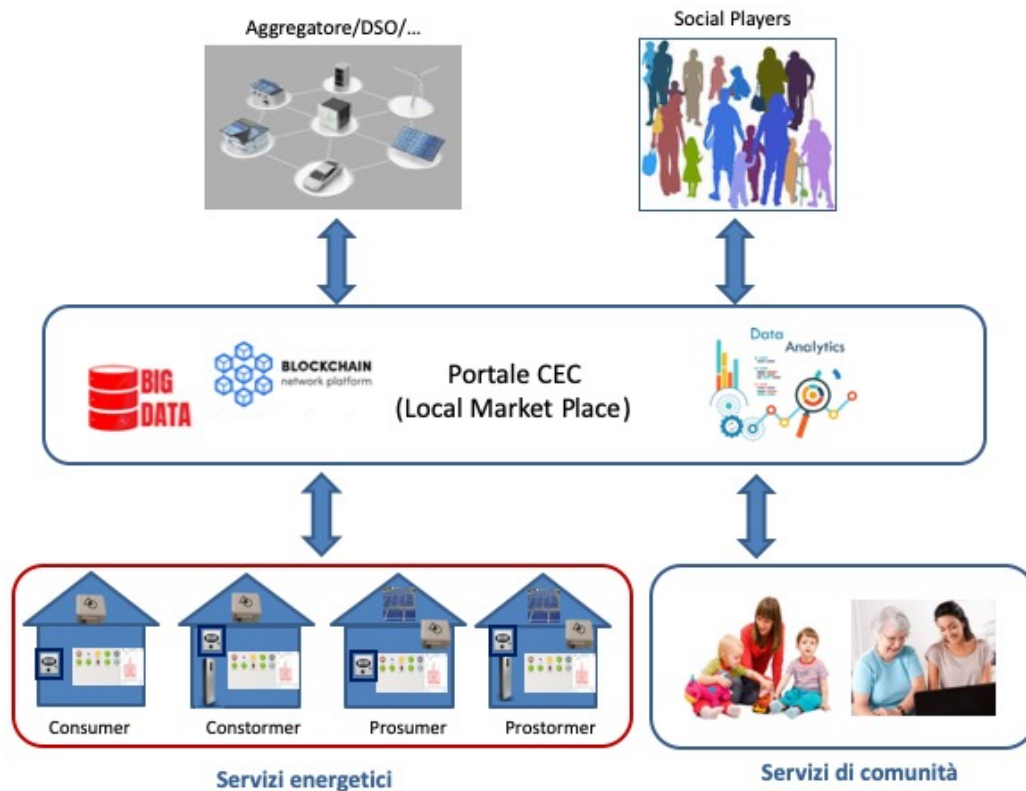 Aggregatore/DSO/...
Social Players
BIG
DATA
BLOCKCHAIN
network platform
Portale CEC
(Local Market Place)
Data
Analytics
Consumer
Constormer
Prosumer
Prostormer
Servizi energetici
Servizi di comunità